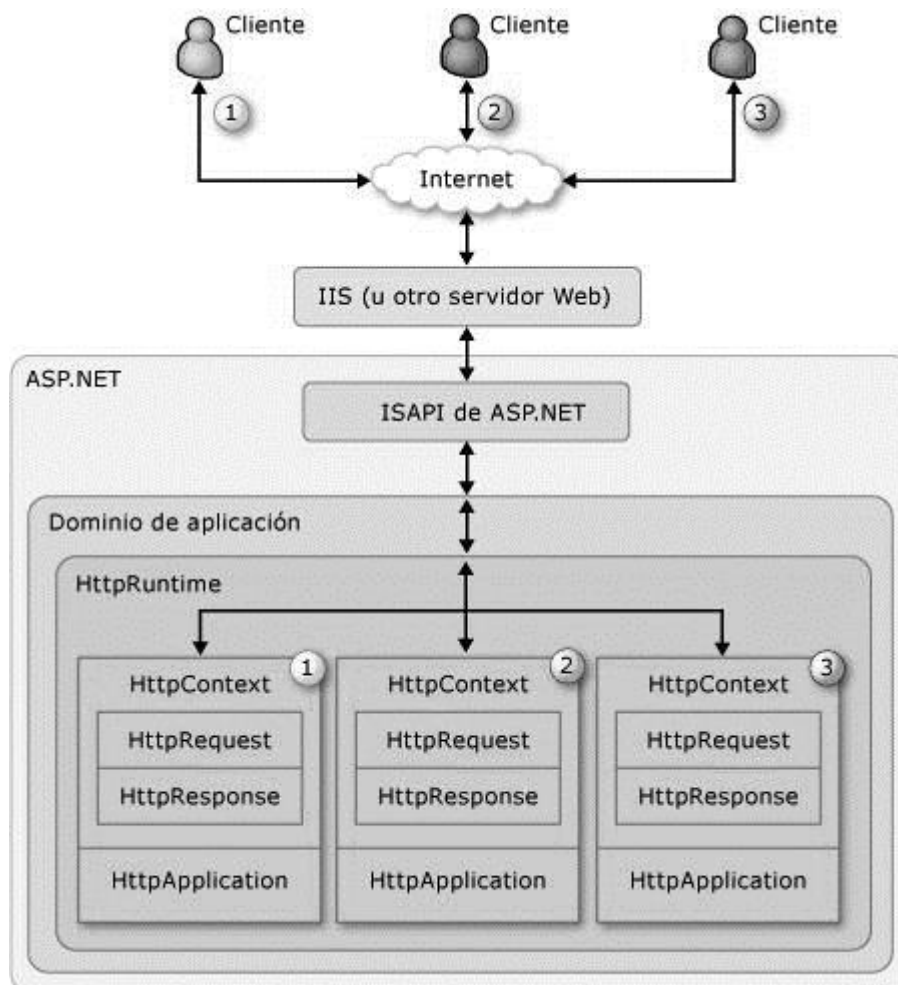 Cliente
Cliente
Cliente
1
2
3
Internet
IIS (u otro servidor Web)
ASP.NET
ISAPI de ASP.NET
Dominio de aplicación
HttpRuntime
1
2
3
HttpContext
HttpContext
HttpContext
HttpRequest
HttpRequest
HttpRequest
HttpResponse
HttpResponse
HttpResponse
HttpApplication
HttpApplication
HttpApplication